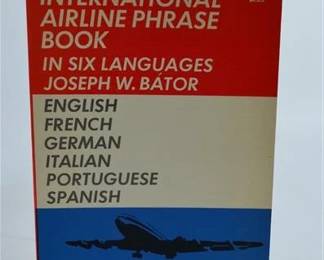 INTERNATIONAL
AIRLINE PHRASE
BOOK
IN SIX LANGUAGES
JOSEPH W. BÁTOR
ENGLISH
FRENCH
GERMAN
ITALIAN
PORTUGUESE
SPANISH